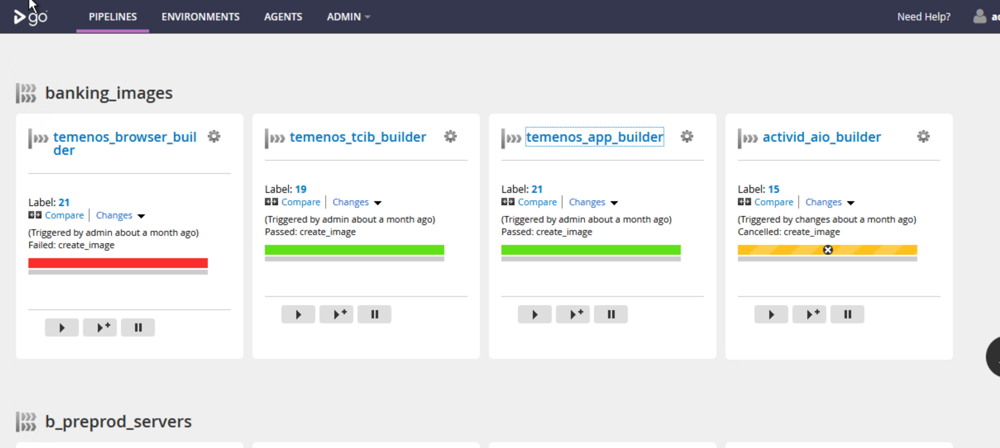 go PIPELINES ENVIRONMENTS AGENTS ADMIN Need Help?
banking_images
temenos_browser_buil
der
Label: 21
Compare Changes
(Triggered by admin about a month ago)
Failed: create_image
temenos_tcib_builder
Label: 19
Compare Changes
(Triggered by admin about a month ago)
Passed: create_image
temenos_app_builder
Label: 21
Compare Changes
(Triggered by admin about a month ago)
Passed: create_image
activid_aio_builder
Label: 15
Compare Changes
(Triggered by changes about a month ago)
Cancelled: create_image
b_preprod_servers